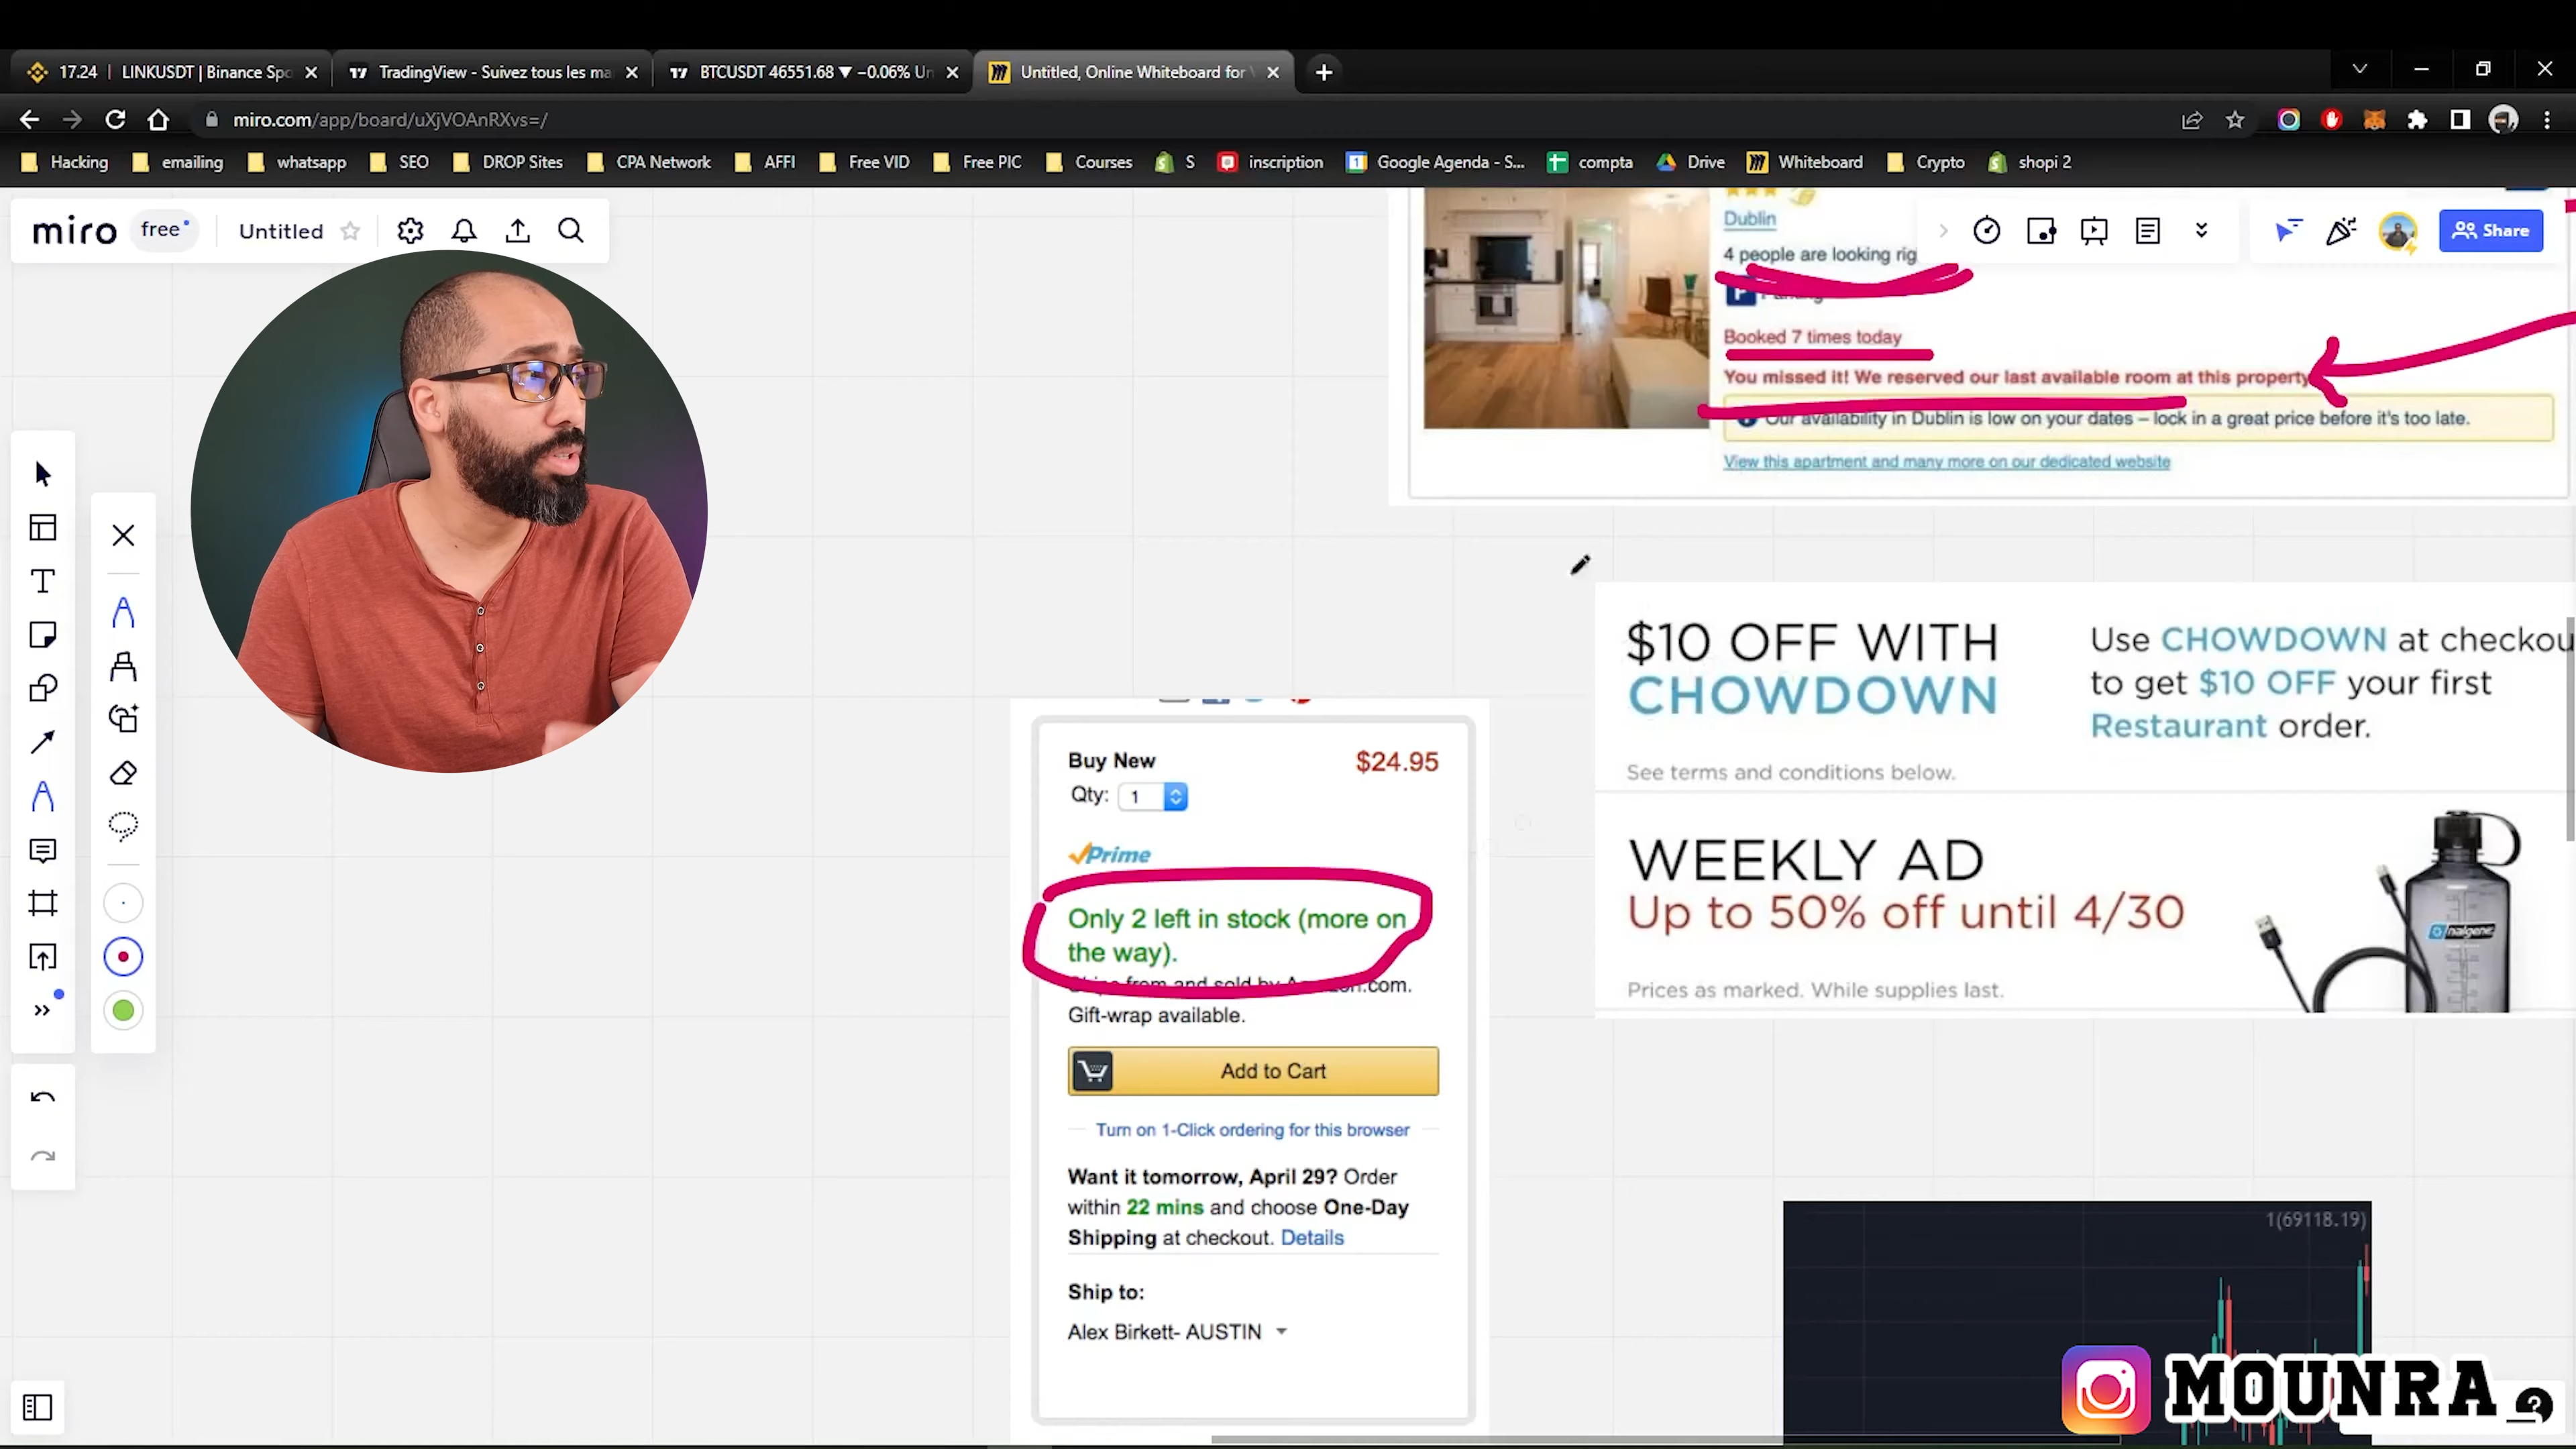 17.24 | LINKUSDT | Binance Spo
TradingView - Suivez tous les ma
BTCUSDT 46551.68 ▼ −0.06% Un
Untitled, Online Whiteboard for
miro.com/app/board/uXjVOAnRXvs=/
Hacking
emailing
whatsapp
SEO
DROP Sites
CPA Network
AFFI
Free VID
Free PIC
Courses
S
inscription
Google Agenda - S...
compta
Drive
Whiteboard
Crypto
shopi 2
miro
free
Untitled
Share
Dublin
4 people are looking rig
Booked 7 times today
You missed it! We reserved our last available room at this property
Our availability in Dublin is low on your dates – lock in a great price before it's too late.
View this apartment and many more on our dedicated website
$10 OFF WITH
CHOWDOWN
Use CHOWDOWN at checkou
to get $10 OFF your first
Restaurant order.
See terms and conditions below.
WEEKLY AD
Up to 50% off until 4/30
Prices as marked. While supplies last.
nalgene
Buy New $24.95
Qty: 1
Prime
Only 2 left in stock (more on
the way).
Ships from and sold by Amazon.com.
Gift-wrap available.
Add to Cart
Turn on 1-Click ordering for this browser
Want it tomorrow, April 29? Order
within 22 mins and choose One-Day
Shipping at checkout. Details
Ship to:
Alex Birkett- AUSTIN
1(69118.19)
MOUNRA_